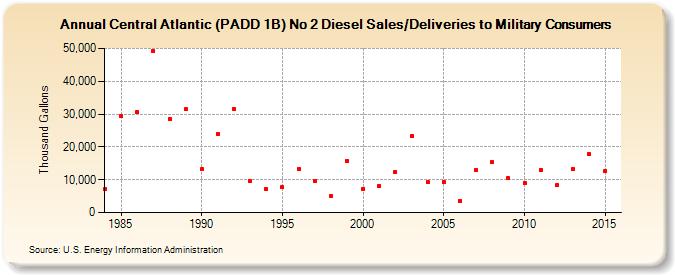 Annual Central Atlantic (PADD 1B) No 2 Diesel Sales/Deliveries to Military Consumers
Thousand Gallons
50,000
40,000
30,000
20,000
10,000
0
1985 1990 1995 2000 2005 2010 2015
Source: U.S. Energy Information Administration